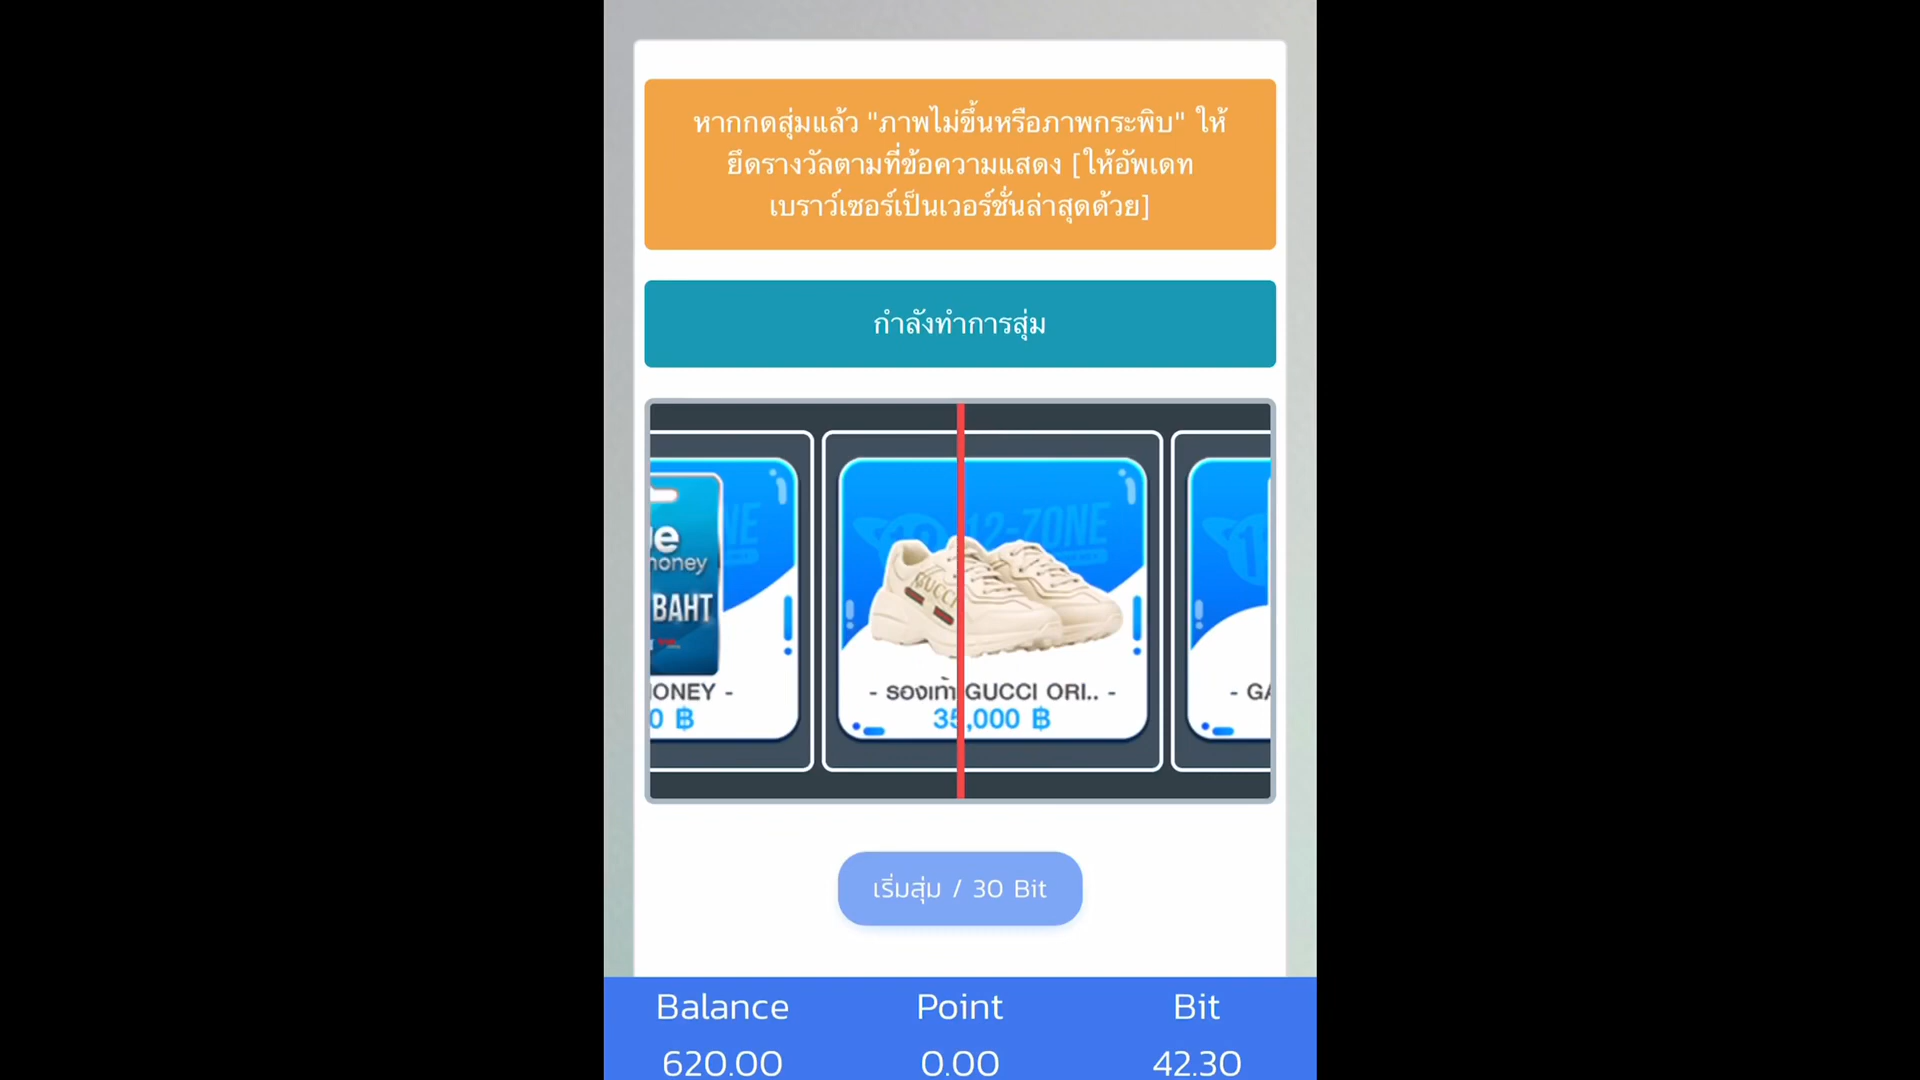 หากกดสุ่มแล้ว "ภาพไม่ขึ้นหรือภาพกระพิบ" ให้
ยึดรางวัลตามที่ข้อความแสดง [ให้อัพเดท
เบราว์เซอร์เป็นเวอร์ชั่นล่าสุดด้วย]
กำลังทำการสุ่ม
money
BAHT
12-ZONE
GUCCI
- รองเท้า GUCCI ORI.. -
35,000 ฿
เริ่มสุ่ม / 30 Bit
Balance
Point
Bit
620.00
0.00
42.30